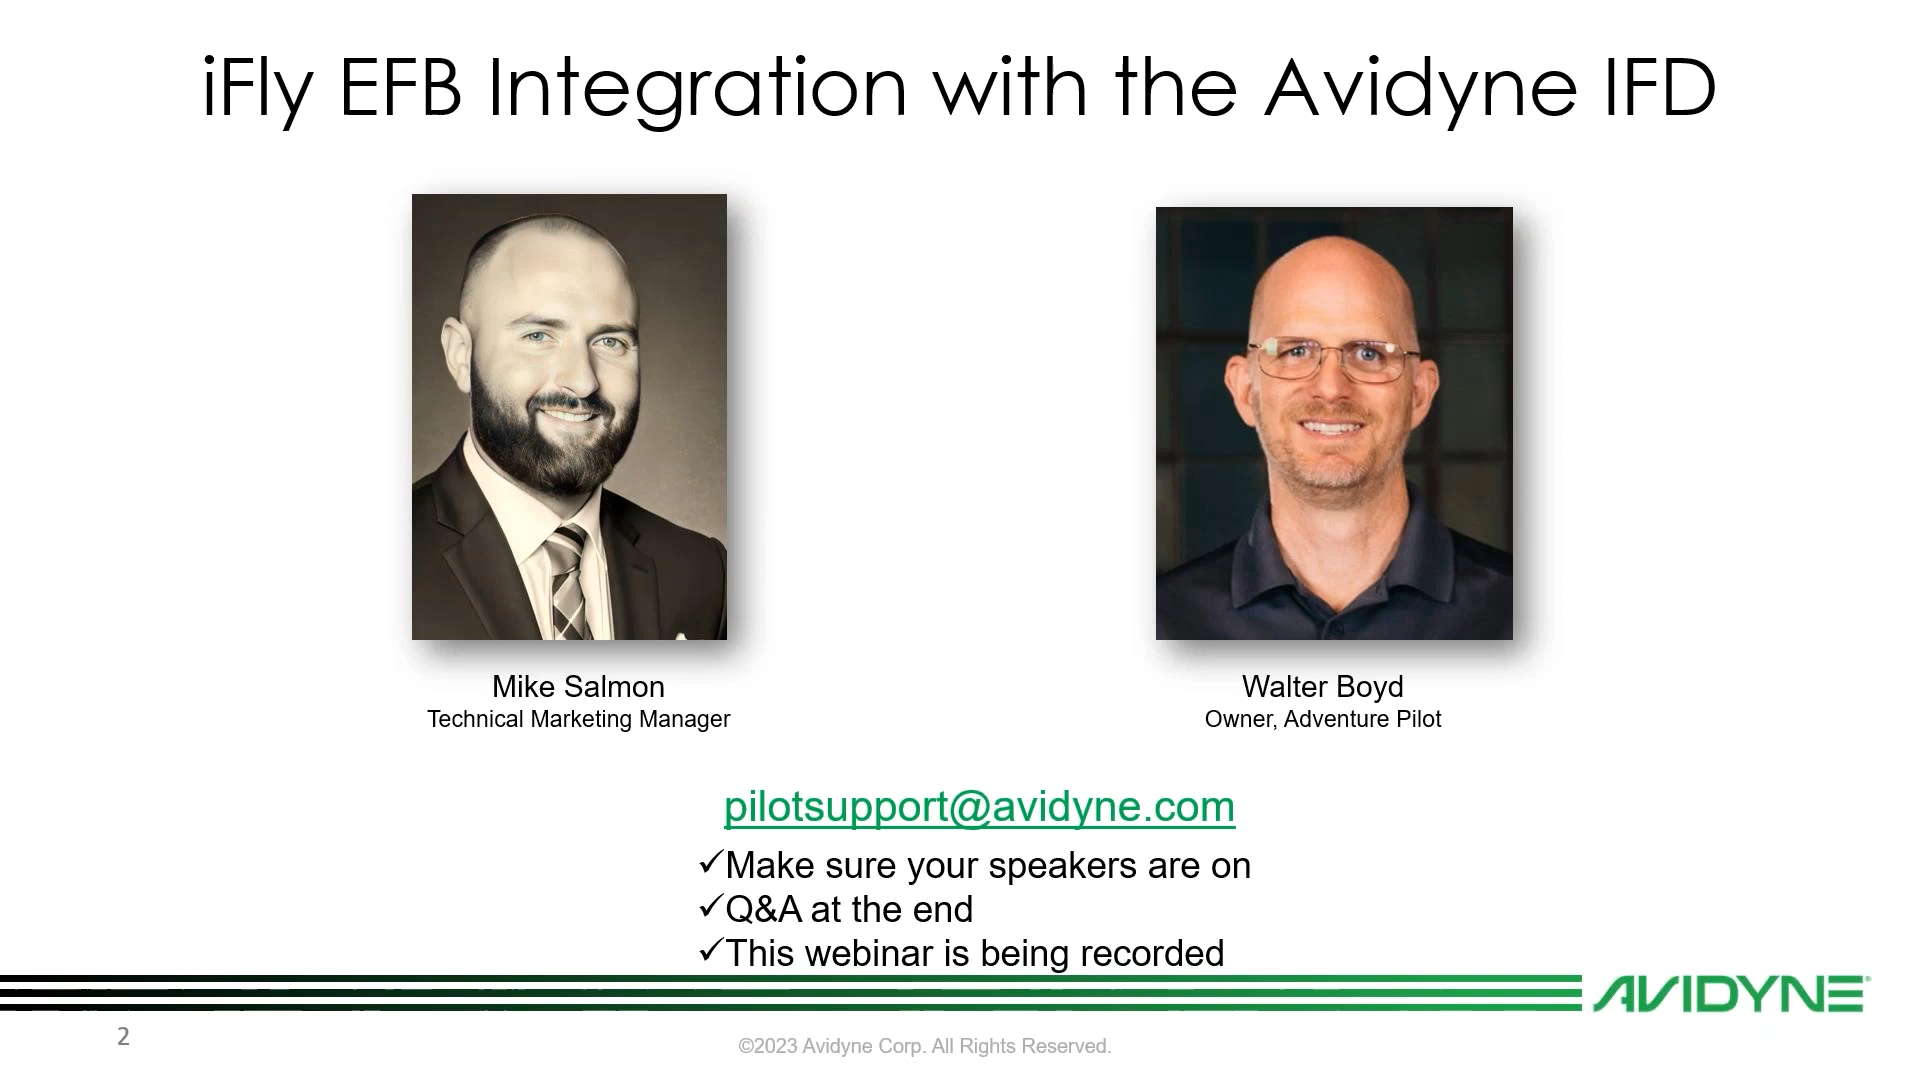 iFly EFB Integration with the Avidyne IFD
Mike Salmon
Technical Marketing Manager
Walter Boyd
Owner, Adventure Pilot
pilotsupport@avidyne.com
✓Make sure your speakers are on
✓Q&A at the end
✓This webinar is being recorded
AVIDYNE®
2
©2023 Avidyne Corp. All Rights Reserved.